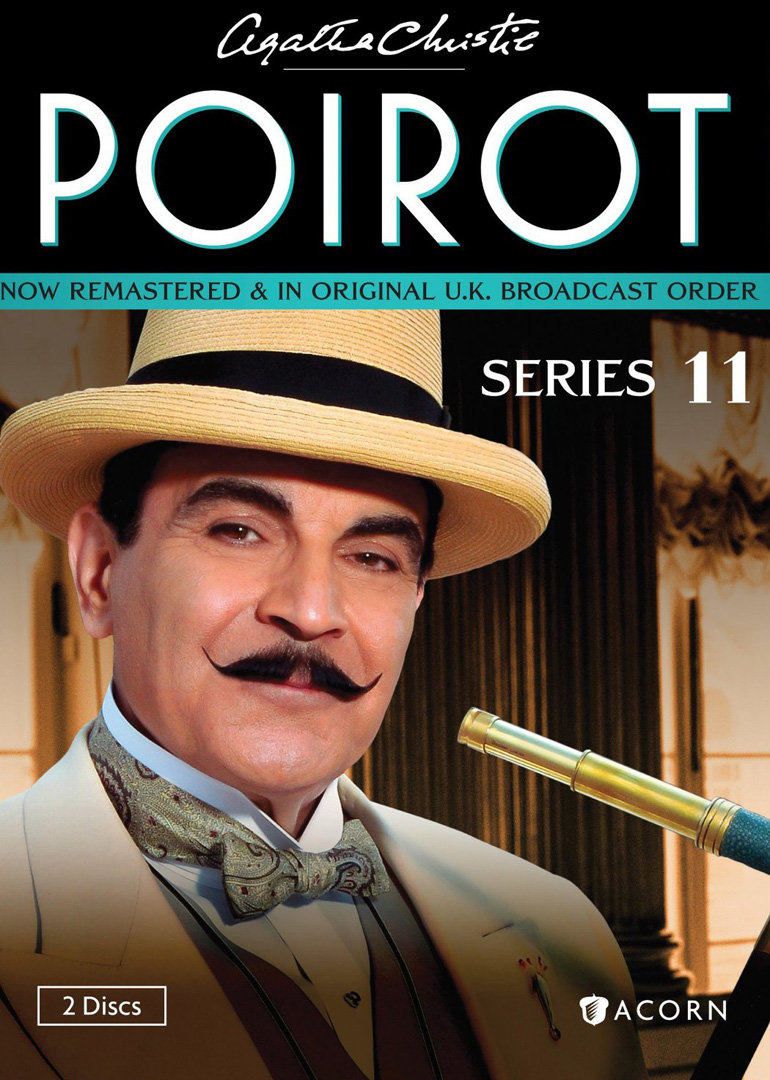 Agatha Christie
POIROT
NOW REMASTERED & IN ORIGINAL U.K. BROADCAST ORDER
SERIES 11
2 Discs
ACORN